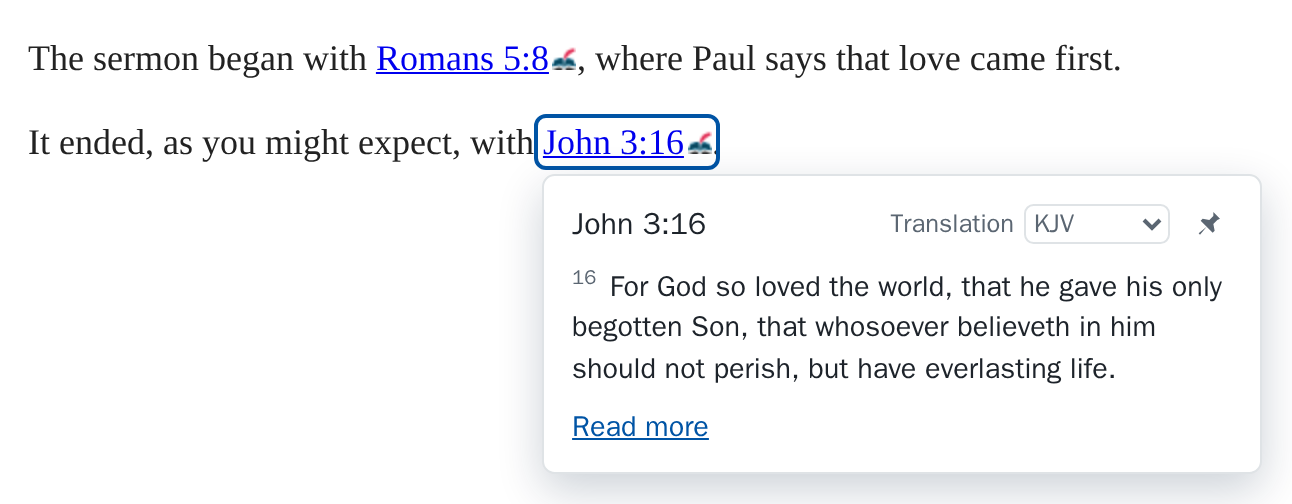 The sermon began with Romans 5:8, where Paul says that love came first.
It ended, as you might expect, with John 3:16.
John 3:16 Translation KJV
16 For God so loved the world, that he gave his only
begotten Son, that whosoever believeth in him
should not perish, but have everlasting life.
Read more